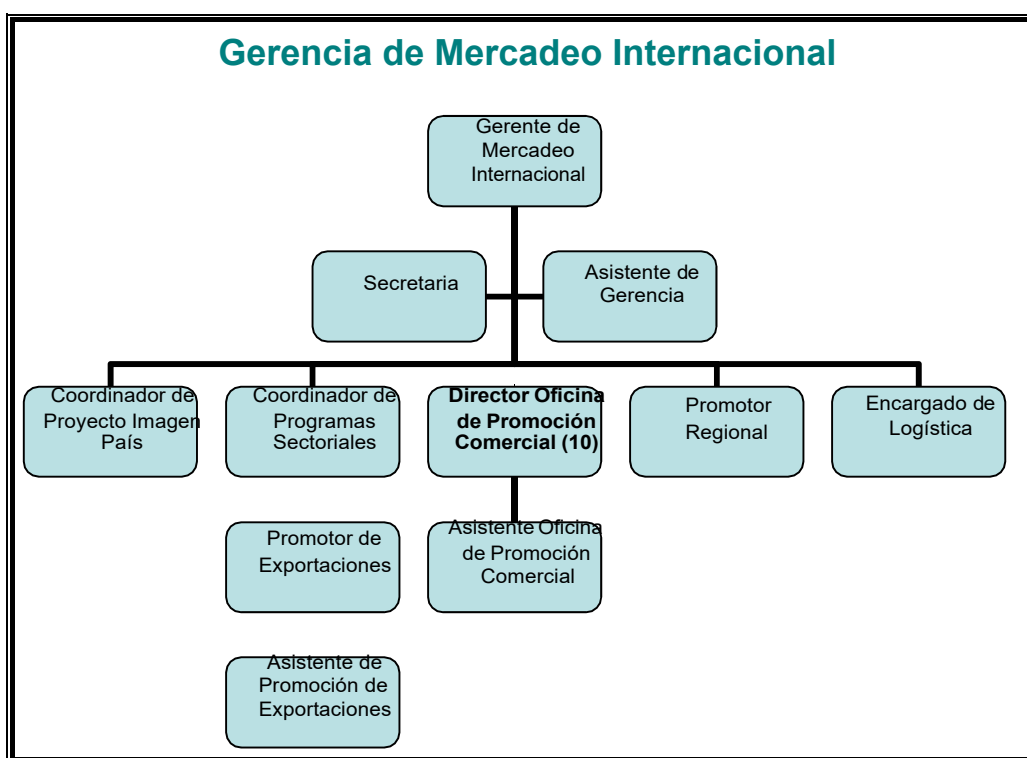 Gerencia de Mercadeo Internacional
Gerente de
Mercadeo
Internacional
Secretaria
Asistente de
Gerencia
Coordinador de
Proyecto Imagen
País
Coordinador de
Programas
Sectoriales
Director Oficina
de Promoción
Comercial (10)
Promotor
Regional
Encargado de
Logística
Promotor de
Exportaciones
Asistente Oficina
de Promoción
Comercial
Asistente de
Promoción de
Exportaciones